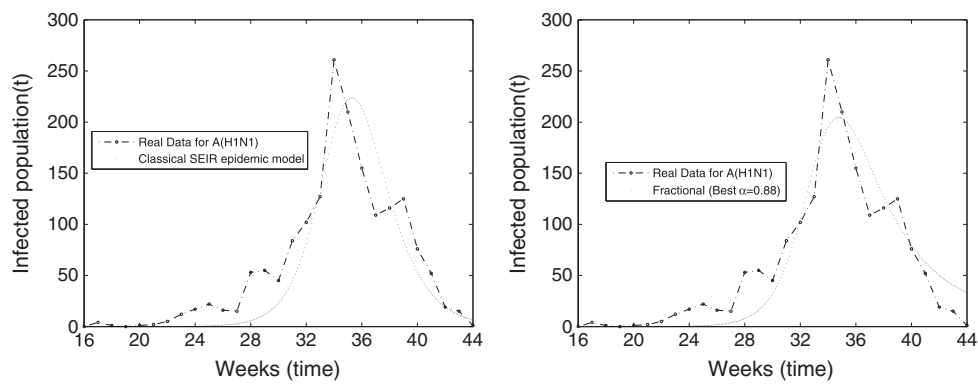 300
250
200
150
100
50
0
Infected population(t)
Real Data for A(H1N1)
Classical SEIR epidemic model
16 20 24 28 32 36 40 44
Weeks (time)
300
250
200
150
100
50
0
Infected population(t)
Real Data for A(H1N1)
Fractional (Best α=0.88)
16 20 24 28 32 36 40 44
Weeks (time)